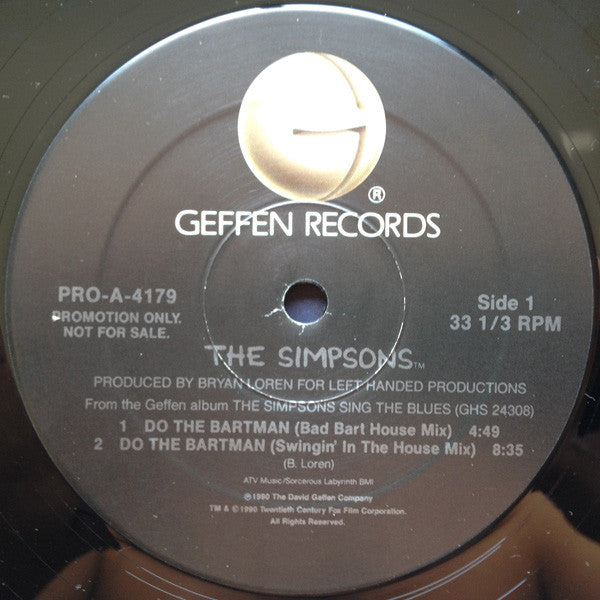 ®
GEFFEN RECORDS
PRO-A-4179
PROMOTION ONLY.
NOT FOR SALE.
Side 1
33 1/3 RPM
THE SIMPSONS™
PRODUCED BY BRYAN LOREN FOR LEFT HANDED PRODUCTIONS
From the Geffen album THE SIMPSONS SING THE BLUES (GHS 24308)
1 DO THE BARTMAN (Bad Bart House Mix) 4:49
2 DO THE BARTMAN (Swingin' In The House Mix) 8:35
(B. Loren)
ATV Music/Sorcerous Labyrinth BMI
℗1990 The David Geffen Company
TM & ©1990 Twentieth Century Fox Film Corporation.
All Rights Reserved.